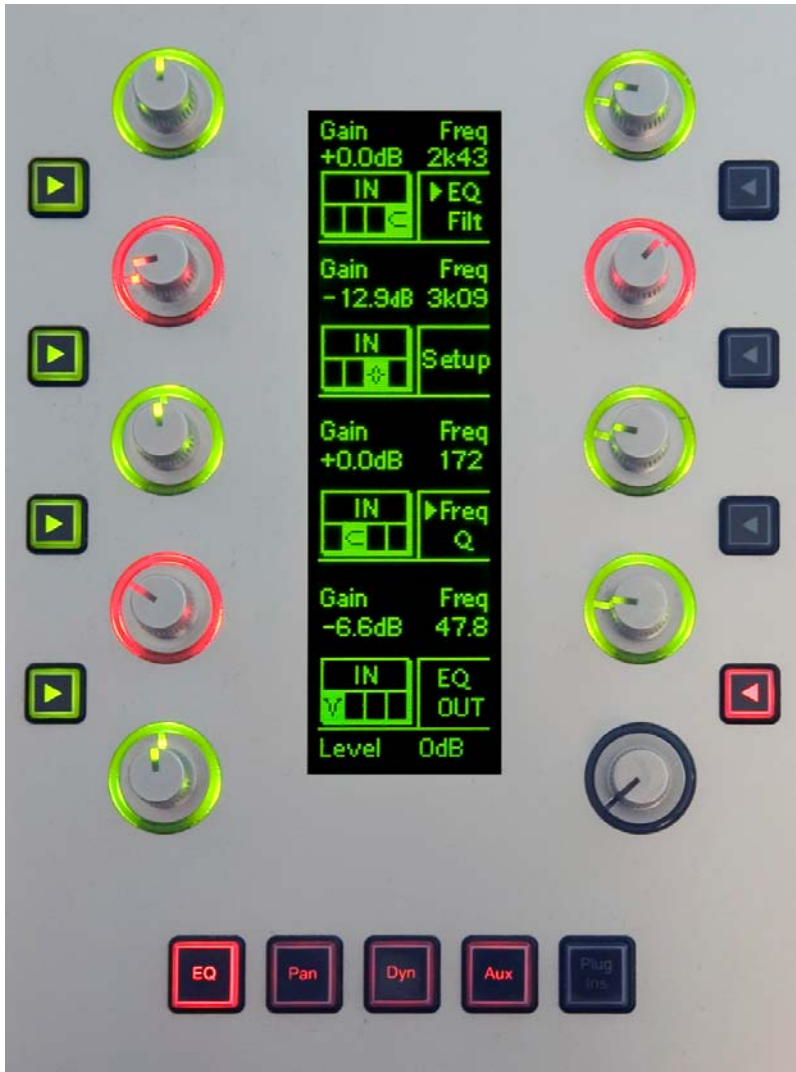 Gain Freq
+0.0dB 2k43
IN ▶EQ
Filt
Gain Freq
-12.9dB 3k09
IN Setup
Gain Freq
+0.0dB 172
IN ▶Freq
Q
Gain Freq
-6.6dB 47.8
IN EQ
OUT
Level 0dB
EQ Pan Dyn Aux Plug
Ins